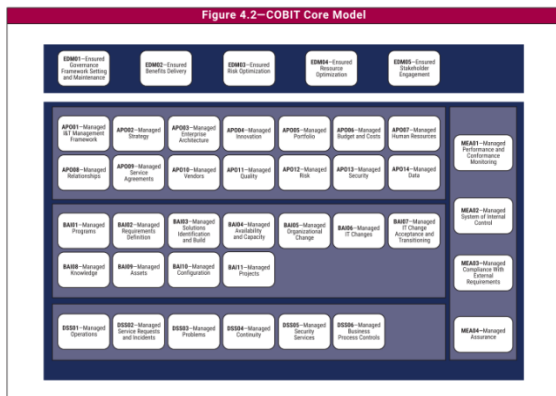 Figure 4.2—COBIT Core Model
EDM01—Ensured
Governance
Framework Setting
and Maintenance
EDM02—Ensured
Benefits Delivery
EDM03—Ensured
Risk Optimization
EDM04—Ensured
Resource
Optimization
EDM05—Ensured
Stakeholder
Engagement
APO01—Managed
I&T Management
Framework
APO02—Managed
Strategy
APO03—Managed
Enterprise
Architecture
APO04—Managed
Innovation
APO05—Managed
Portfolio
APO06—Managed
Budget and Costs
APO07—Managed
Human Resources
APO08—Managed
Relationships
APO09—Managed
Service
Agreements
APO10—Managed
Vendors
APO11—Managed
Quality
APO12—Managed
Risk
APO13—Managed
Security
APO14—Managed
Data
BAI01—Managed
Programs
BAI02—Managed
Requirements
Definition
BAI03—Managed
Solutions
Identification
and Build
BAI04—Managed
Availability
and Capacity
BAI05—Managed
Organizational
Change
BAI06—Managed
IT Changes
BAI07—Managed
IT Change
Acceptance and
Transitioning
BAI08—Managed
Knowledge
BAI09—Managed
Assets
BAI10—Managed
Configuration
BAI11—Managed
Projects
DSS01—Managed
Operations
DSS02—Managed
Service Requests
and Incidents
DSS03—Managed
Problems
DSS04—Managed
Continuity
DSS05—Managed
Security
Services
DSS06—Managed
Business
Process Controls
MEA01—Managed
Performance and
Conformance
Monitoring
MEA02—Managed
System of Internal
Control
MEA03—Managed
Compliance With
External
Requirements
MEA04—Managed
Assurance